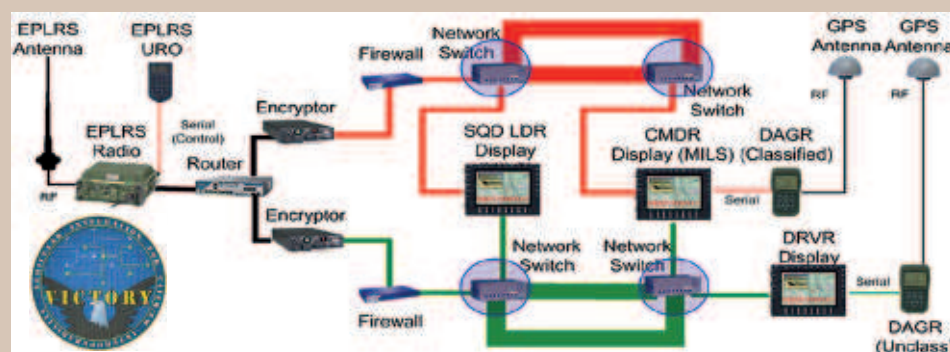 EPLRS
Antenna
EPLRS
URO
Serial
(Control)
EPLRS
Radio
RF
Router
Encryptor
Encryptor
Firewall
Firewall
Network
Switch
Network
Switch
SQD LDR
Display
CMDR
Display (MILS)
DAGR
(Classified)
Serial
GPS
Antenna
GPS
Antenna
RF
RF
Network
Switch
Network
Switch
DRVR
Display
Serial
DAGR
(Unclass
VICTORY